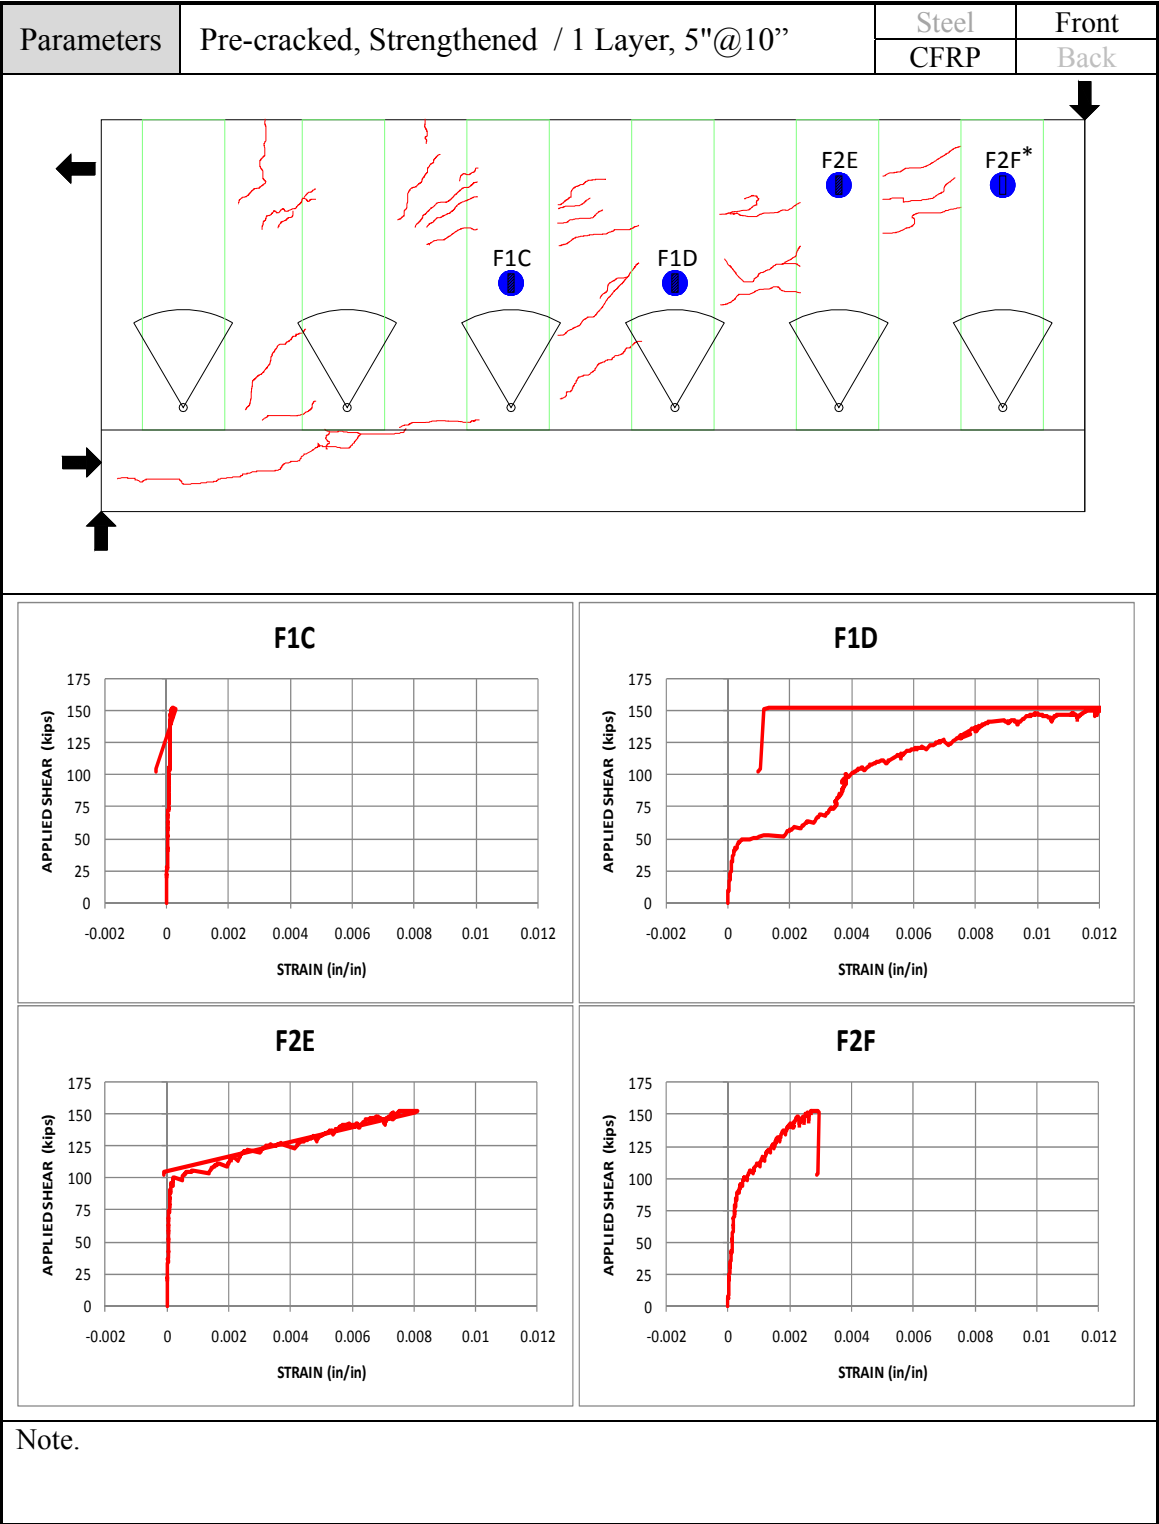 Parameters Pre-cracked, Strengthened / 1 Layer, 5"@10” Steel Front
CFRP Back
F2E F2F*
F1C F1D
F1C
APPLIED SHEAR (kips)
175
150
125
100
75
50
25
0
-0.002 0 0.002 0.004 0.006 0.008 0.01 0.012
STRAIN (in/in)
F1D
APPLIED SHEAR (kips)
175
150
125
100
75
50
25
0
-0.002 0 0.002 0.004 0.006 0.008 0.01 0.012
STRAIN (in/in)
F2E
APPLIED SHEAR (kips)
175
150
125
100
75
50
25
0
-0.002 0 0.002 0.004 0.006 0.008 0.01 0.012
STRAIN (in/in)
F2F
APPLIED SHEAR (kips)
175
150
125
100
75
50
25
0
-0.002 0 0.002 0.004 0.006 0.008 0.01 0.012
STRAIN (in/in)
Note.